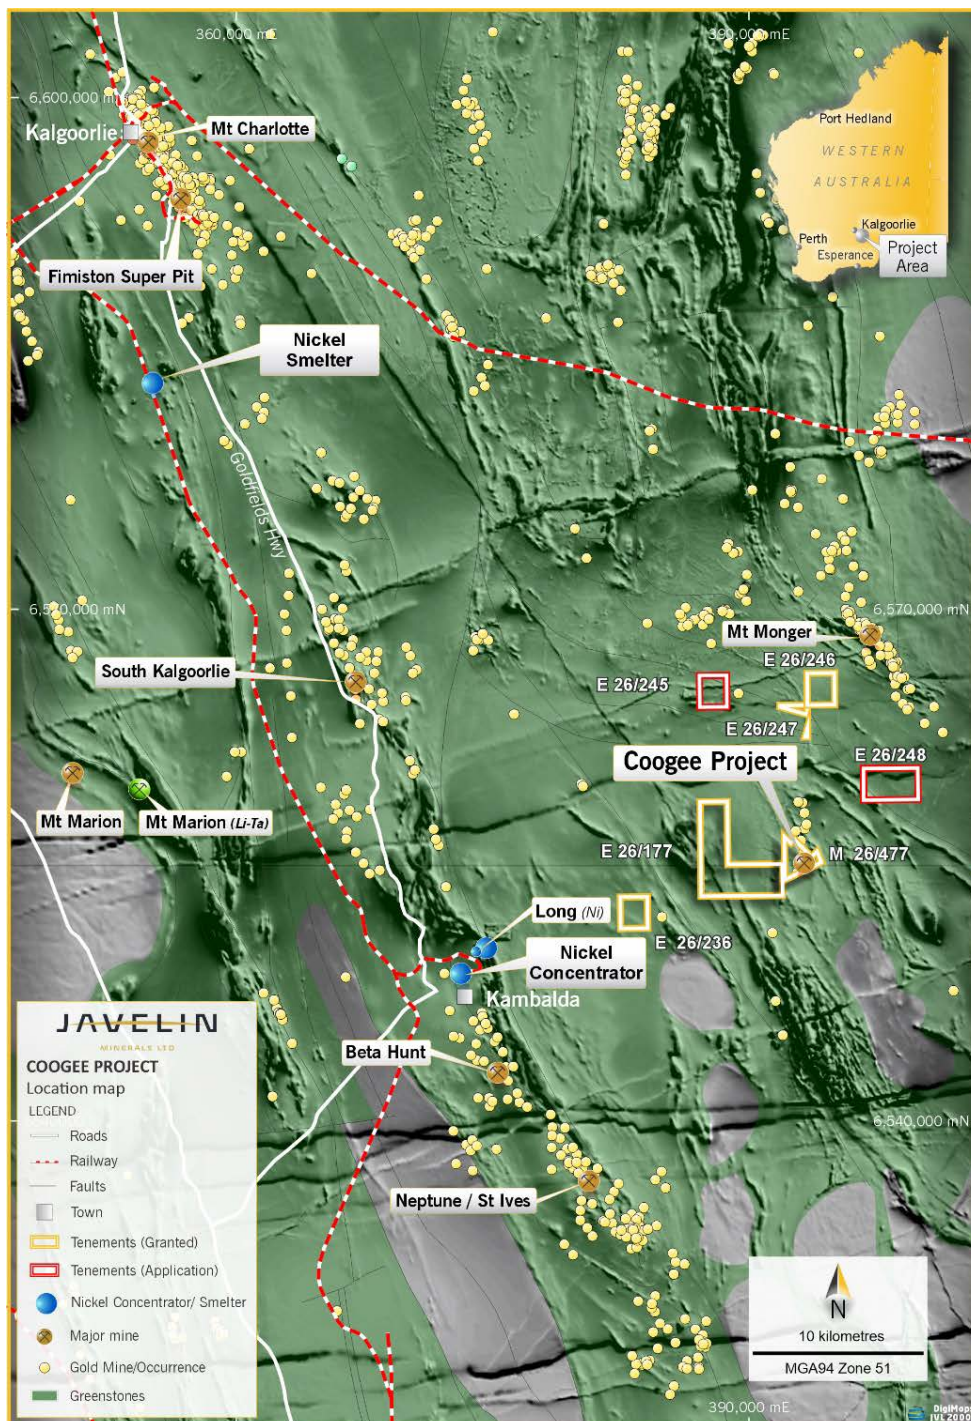 360,000 mE
390,000 mE
6,600,000 mN
Kalgoorlie
Mt Charlotte
Port Hedland
WESTERN
AUSTRALIA
Kalgoorlie
Perth
Esperance
Project
Area
Fimiston Super Pit
Nickel
Smelter
Goldfields Hwy
6,570,000 mN
6,570,000 mN
Mt Monger
E 26/246
South Kalgoorlie
E 26/245
E 26/247
Coogee Project
E 26/248
Mt Marion
Mt Marion (Li-Ta)
E 26/177
M 26/477
Long (Ni)
E 26/236
Nickel
Concentrator
Kambalda
JAVELIN
MINERALS LTD
COOGEE PROJECT
Location map
LEGEND
Roads
Railway
Faults
Town
Tenements (Granted)
Tenements (Application)
Nickel Concentrator/ Smelter
Major mine
Gold Mine/Occurrence
Greenstones
Beta Hunt
6,540,000 mN
Neptune / St Ives
N
10 kilometres
MGA94 Zone 51
390,000 mE
DigiMaps